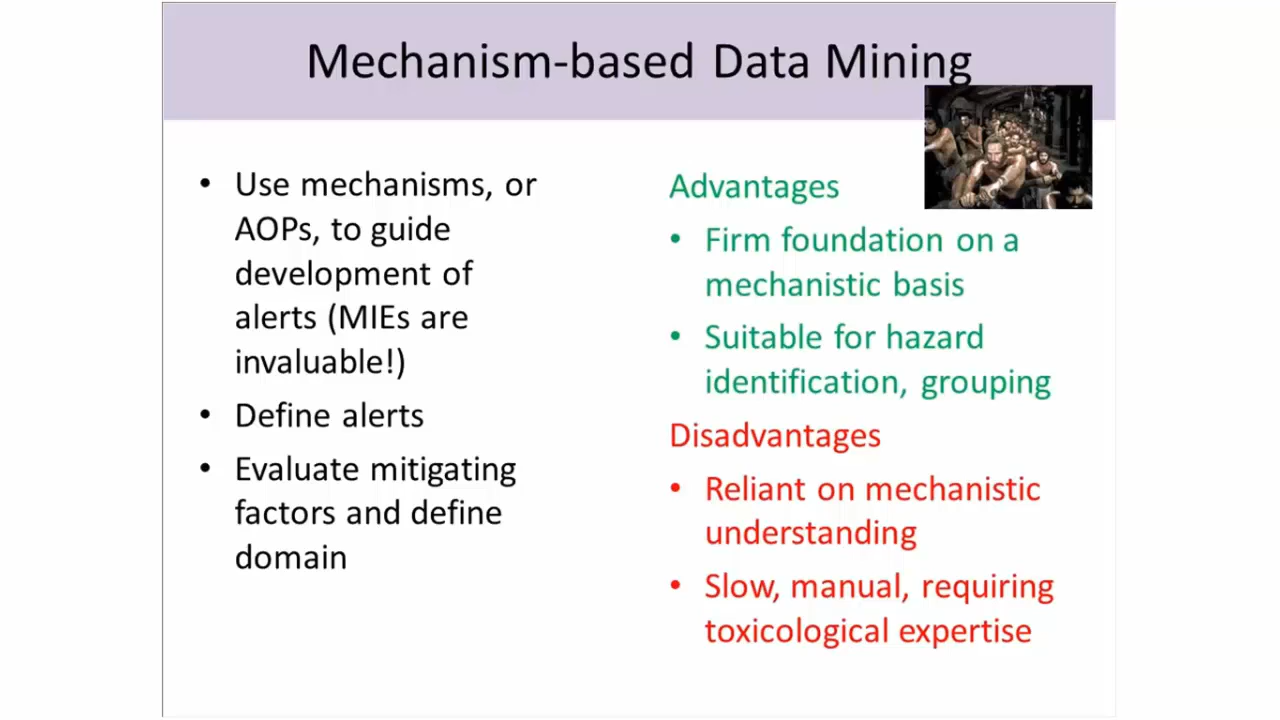 Mechanism-based Data Mining
• Use mechanisms, or
AOPs, to guide
development of
alerts (MIEs are
invaluable!)
• Define alerts
• Evaluate mitigating
factors and define
domain
Advantages
• Firm foundation on a
mechanistic basis
• Suitable for hazard
identification, grouping
Disadvantages
• Reliant on mechanistic
understanding
• Slow, manual, requiring
toxicological expertise